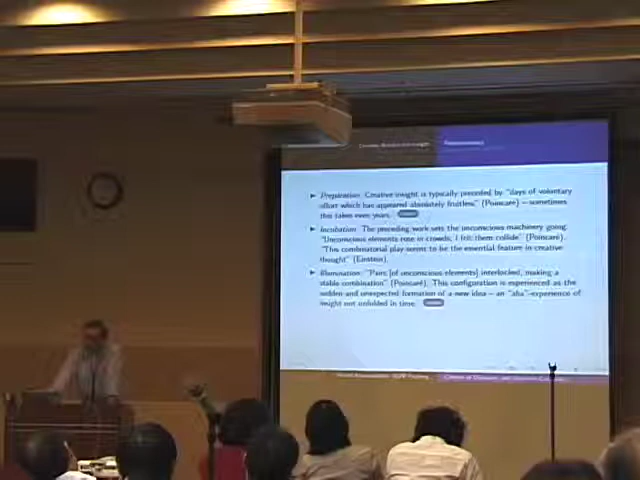 ► Preparation. Creative insight is typically preceded by "days of voluntary
effort which has appeared absolutely fruitless" (Poincaré) – sometimes
this takes even years.
► Incubation. The preceding work sets the unconscious machinery going.
"Unconscious elements rose in crowds; I felt them collide" (Poincaré).
"This combinational play seems to be the essential feature in creative
thought" (Einstein).
► Illumination. "Pairs [of unconscious elements] interlocked, making a
stable combination" (Poincaré). This configuration is experienced as the
sudden and unexpected formation of a new idea – an "aha"-experience of
insight not unfolded in time.